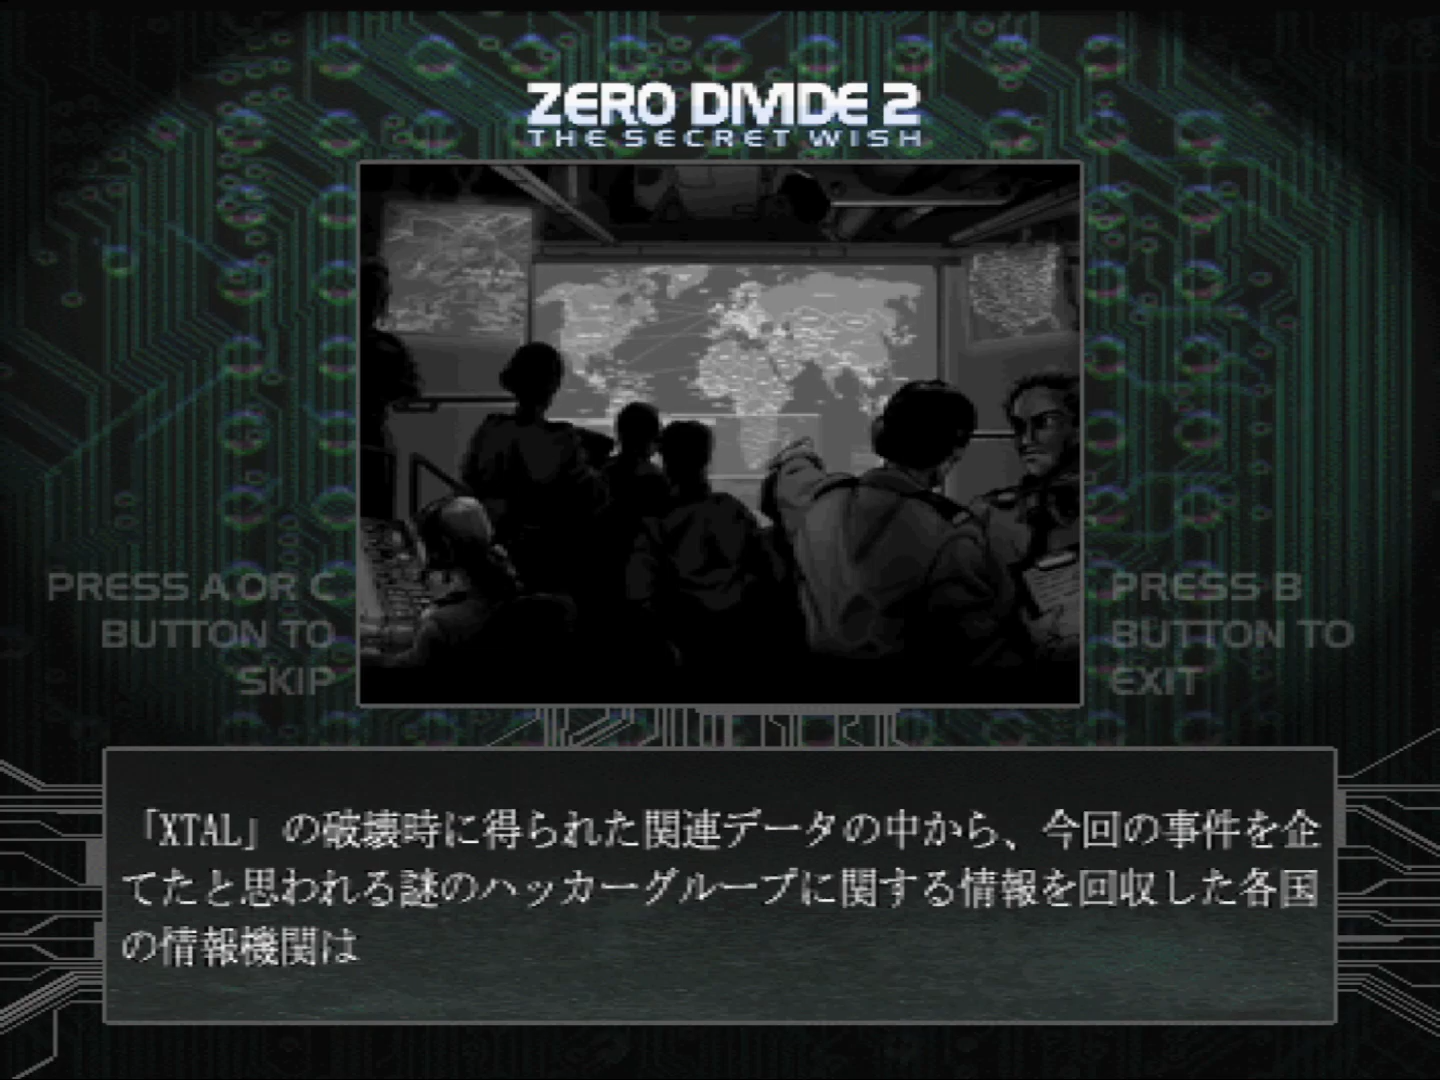 ZERO DIVIDE 2
THE SECRET WISH
PRESS A OR C
BUTTON TO
SKIP
PRESS B
BUTTON TO
EXIT
「XTAL」の破壊時に得られた関連データの中から、今回の事件を企
てたと思われる謎のハッカーグループに関する情報を回収した各国
の情報機関は